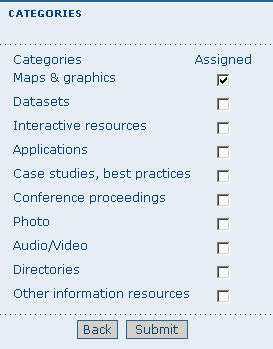 CATEGORIES
Categories Assigned
Maps & graphics
Datasets
Interactive resources
Applications
Case studies, best practices
Conference proceedings
Photo
Audio/Video
Directories
Other information resources
Back Submit